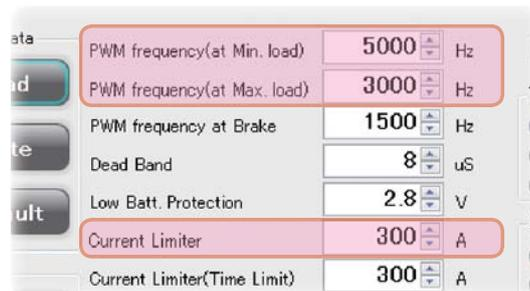 ata
PWM frequency(at Min. load) 5000 Hz
ad
PWM frequency(at Max. load) 3000 Hz
PWM frequency at Brake 1500 Hz
te
Dead Band 8 uS
Low Batt. Protection 2.8 V
ult
Current Limiter 300 A
Current Limiter(Time Limit) 300 A